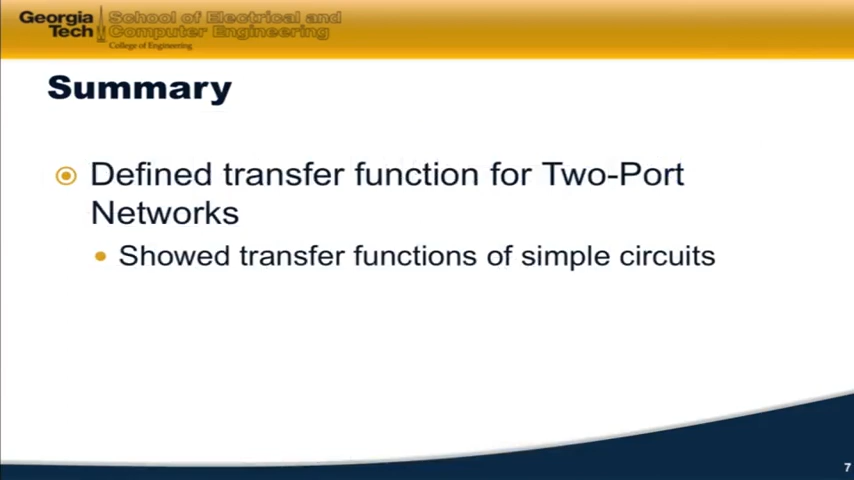 Georgia Tech
School of Electrical and
Computer Engineering
College of Engineering
Summary
Defined transfer function for Two-Port
Networks
Showed transfer functions of simple circuits
7